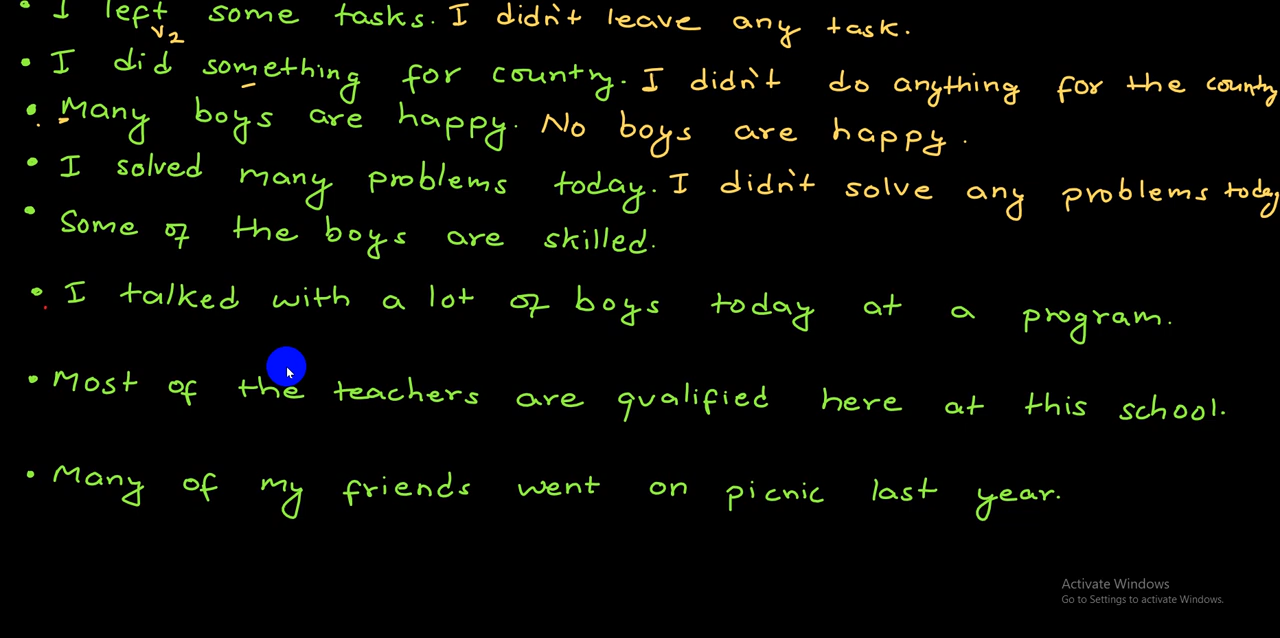 • I left some tasks. I didn't leave any task.
v2
• I did something for country. I didn't do anything for the country
• Many boys are happy. No boys are happy.
• I solved many problems today. I didn't solve any problems today
• Some of the boys are skilled.
• I talked with a lot of boys today at a program.
• Most of the teachers are qualified here at this school.
• Many of my friends went on picnic last year.
Activate Windows
Go to Settings to activate Windows.